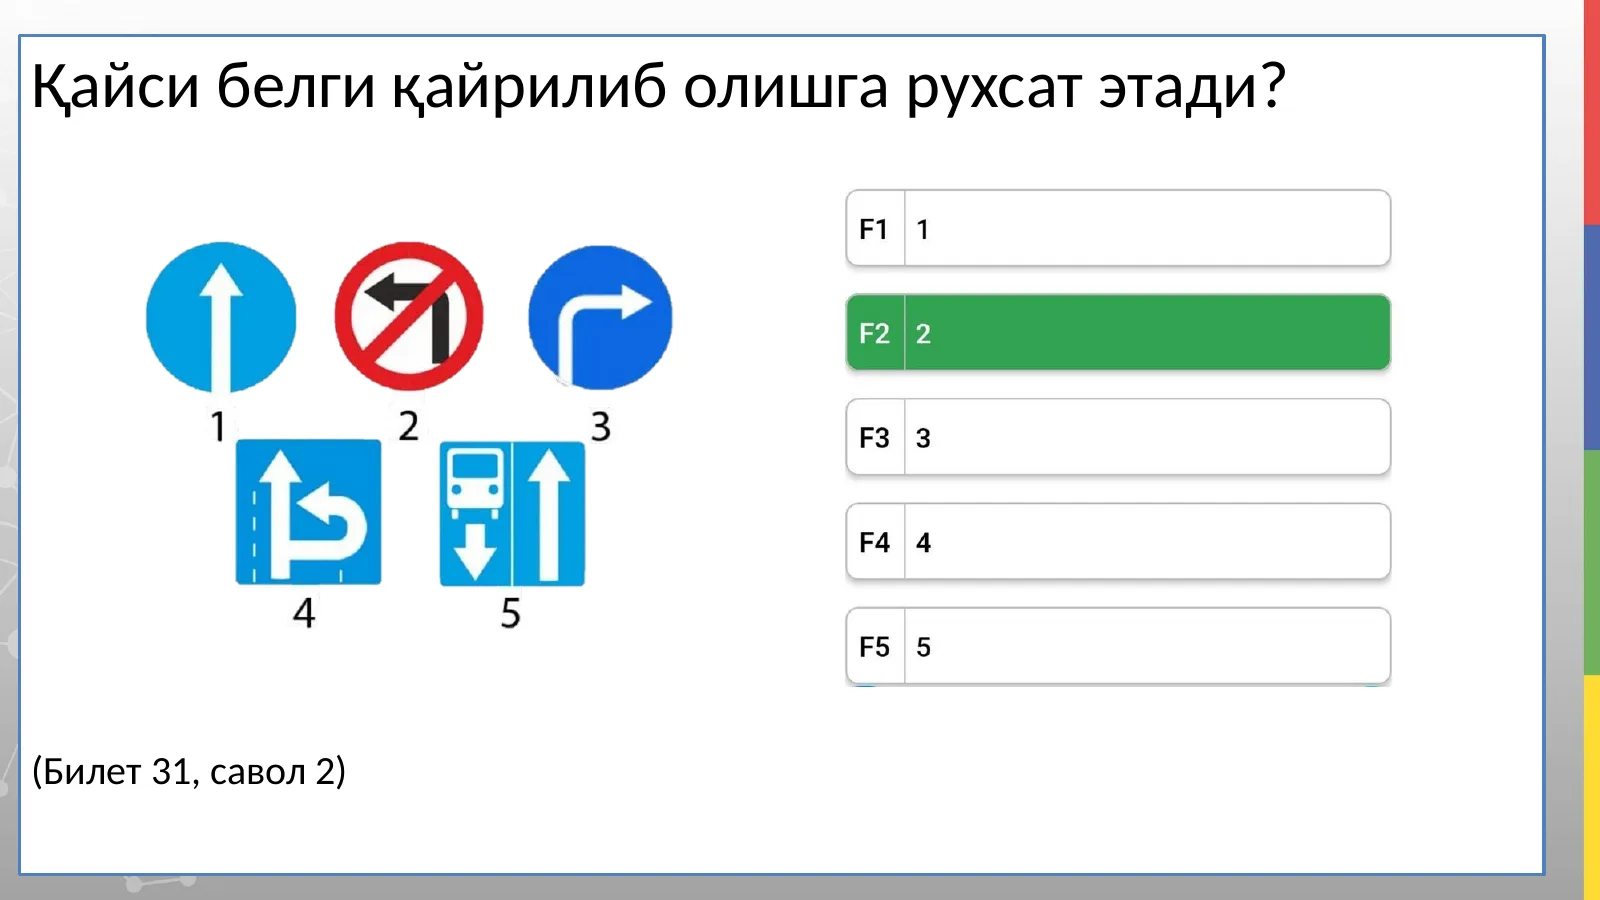 Қайси белги қайрилиб олишга рухсат этади?
1 2 3
4 5
F1 1
F2 2
F3 3
F4 4
F5 5
(Билет 31, савол 2)